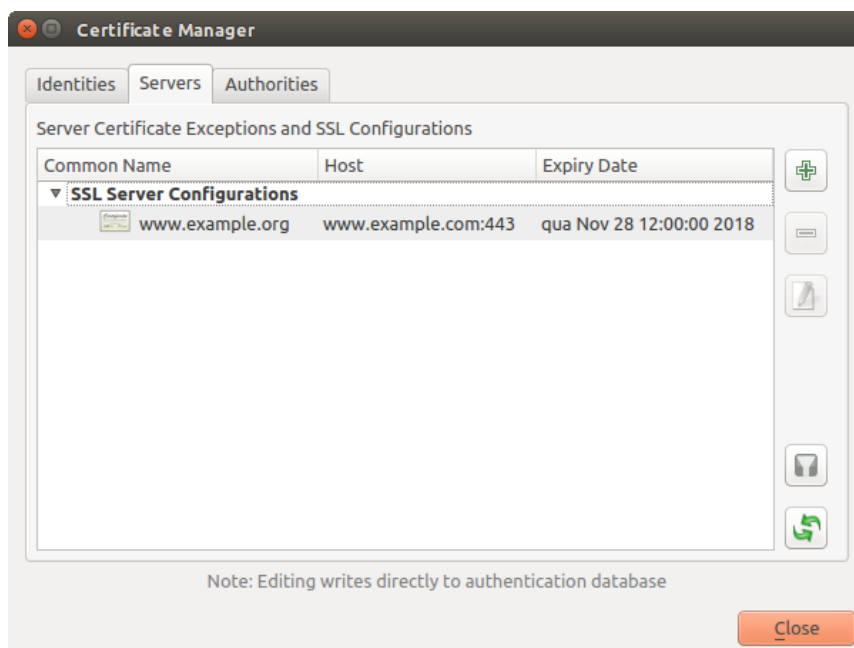 Certificate Manager
Identities Servers Authorities
Server Certificate Exceptions and SSL Configurations
Common Name Host Expiry Date
SSL Server Configurations
www.example.org www.example.com:443 qua Nov 28 12:00:00 2018
Note: Editing writes directly to authentication database
Close